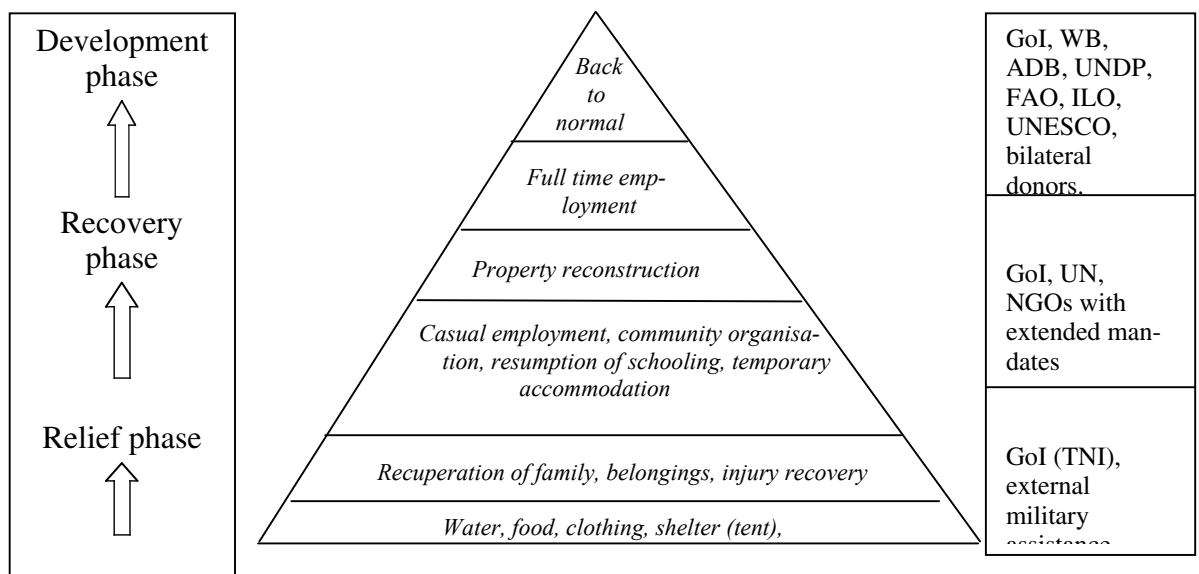 Development
phase
Recovery
phase
Relief phase
Back
to
normal
Full time emp-
loyment
Property reconstruction
Casual employment, community organisa-
tion, resumption of schooling, temporary
accommodation
Recuperation of family, belongings, injury recovery
Water, food, clothing, shelter (tent),
GoI, WB,
ADB, UNDP,
FAO, ILO,
UNESCO,
bilateral
donors.
GoI, UN,
NGOs with
extended man-
dates
GoI (TNI),
external
military